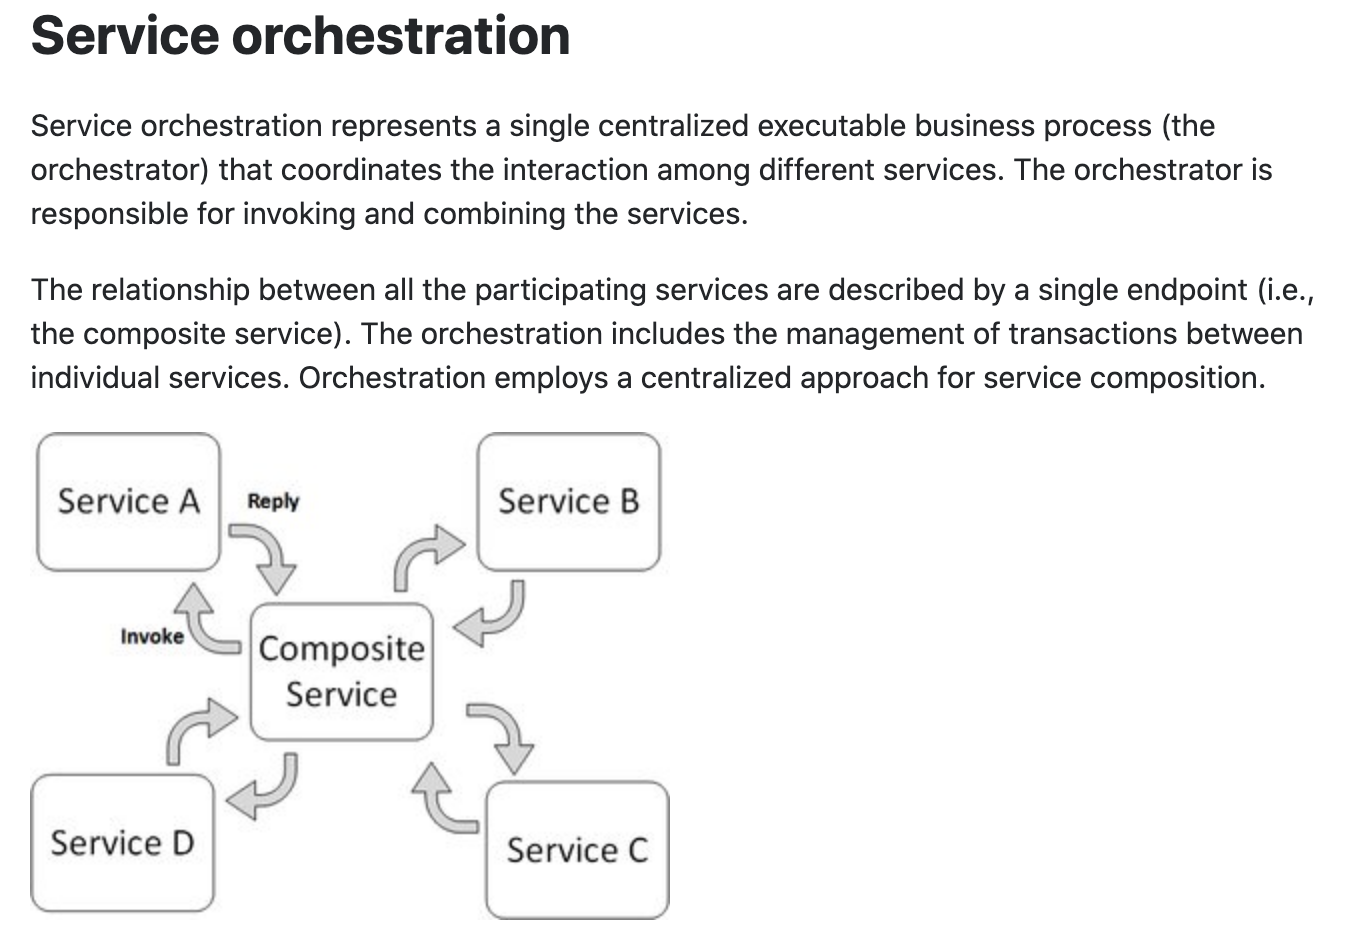 Service orchestration
Service orchestration represents a single centralized executable business process (the
orchestrator) that coordinates the interaction among different services. The orchestrator is
responsible for invoking and combining the services.
The relationship between all the participating services are described by a single endpoint (i.e.,
the composite service). The orchestration includes the management of transactions between
individual services. Orchestration employs a centralized approach for service composition.
Service A
Reply
Service B
Invoke
Composite
Service
Service D
Service C